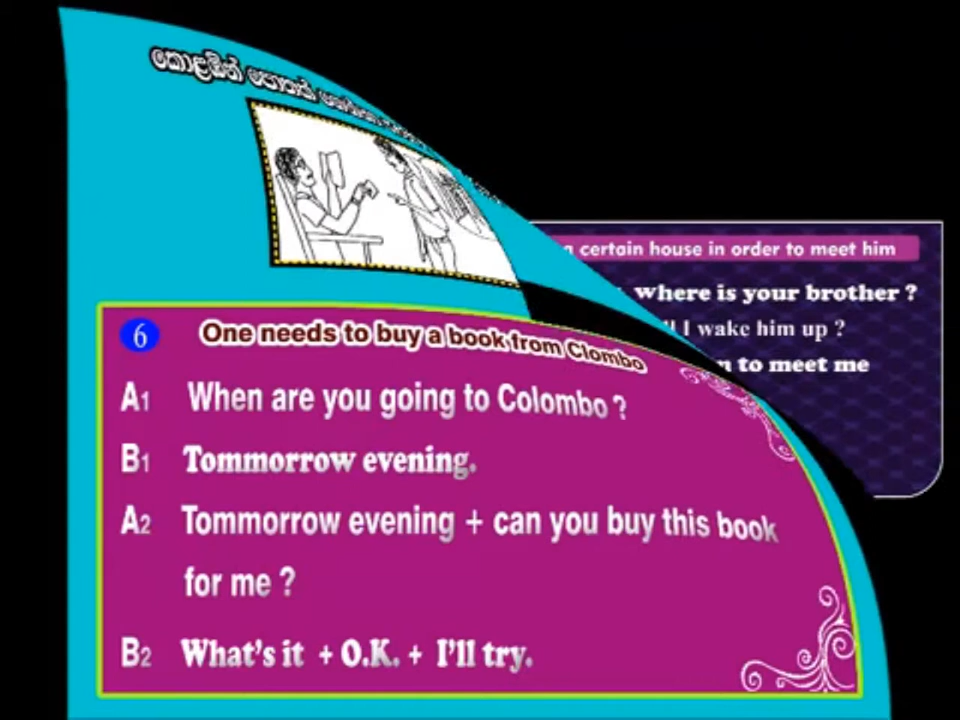 කොළඹින් පොතක්
6 One needs to buy a book from Clombo
A1 When are you going to Colombo ?
B1 Tommorrow evening.
A2 Tommorrow evening + can you buy this book
for me ?
B2 What's it + O.K. + I'll try.
certain house in order to meet him
where is your brother ?
I wake him up ?
to meet me